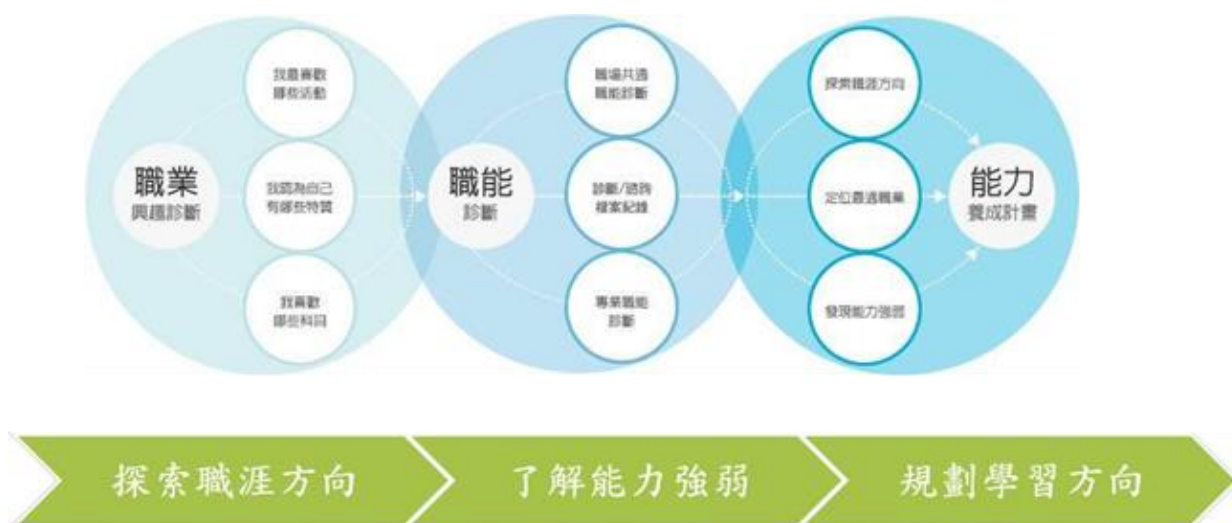 職業
興趣診斷
我最喜歡
哪些活動
我認為自己
有哪些特質
我喜歡
哪些科目
職能
診斷
職場共通
職能診斷
診斷/諮詢
檔案紀錄
專業職能
診斷
探索職涯方向
定位最適職業
發現能力強弱
能力
養成計畫
探索職涯方向
了解能力強弱
規劃學習方向